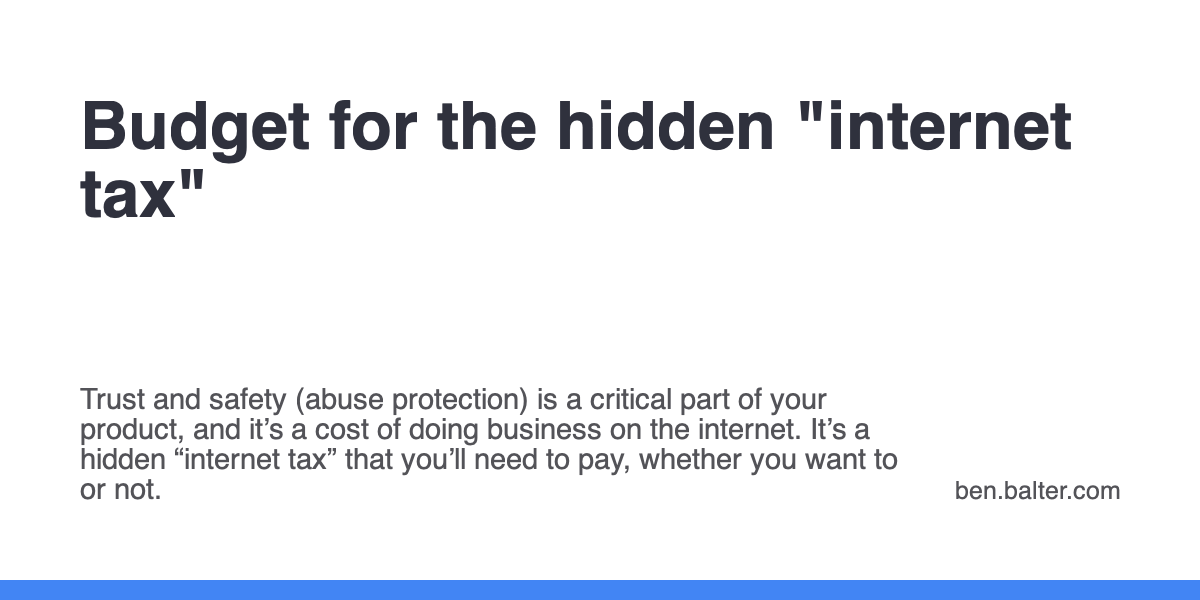 Budget for the hidden "internet
tax"
Trust and safety (abuse protection) is a critical part of your
product, and it’s a cost of doing business on the internet. It’s a
hidden “internet tax” that you’ll need to pay, whether you want to
or not.
ben.balter.com